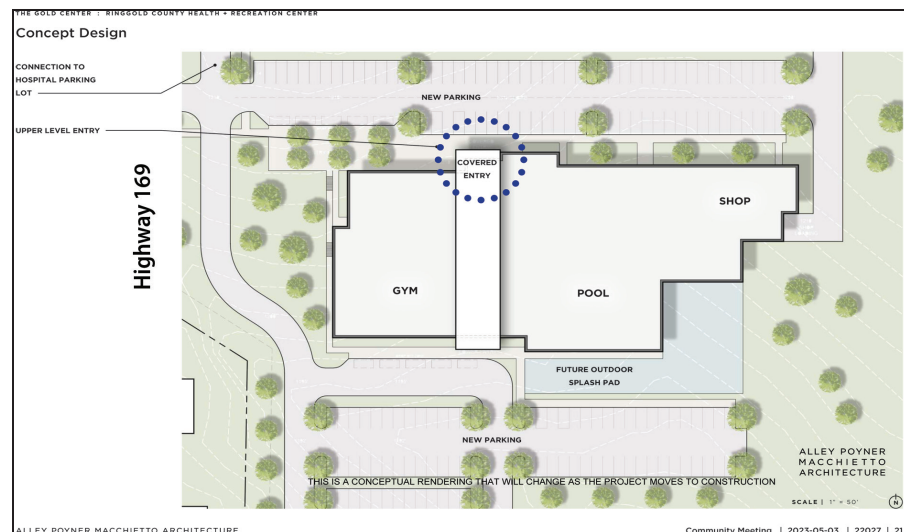 THE GOLD CENTER : RINGGOLD COUNTY HEALTH + RECREATION CENTER
Concept Design
CONNECTION TO
HOSPITAL PARKING
LOT
NEW PARKING
UPPER LEVEL ENTRY
COVERED
ENTRY
Highway 169
SHOP
GYM
POOL
FUTURE OUTDOOR
SPLASH PAD
NEW PARKING
ALLEY POYNER
MACCHIETTO
ARCHITECTURE
THIS IS A CONCEPTUAL RENDERING THAT WILL CHANGE AS THE PROJECT MOVES TO CONSTRUCTION
SCALE | 1" = 50'
N
ALLEY POYNER MACCHIETTO ARCHITECTURE
Community Meeting | 2023-05-03 | 22027 | 21